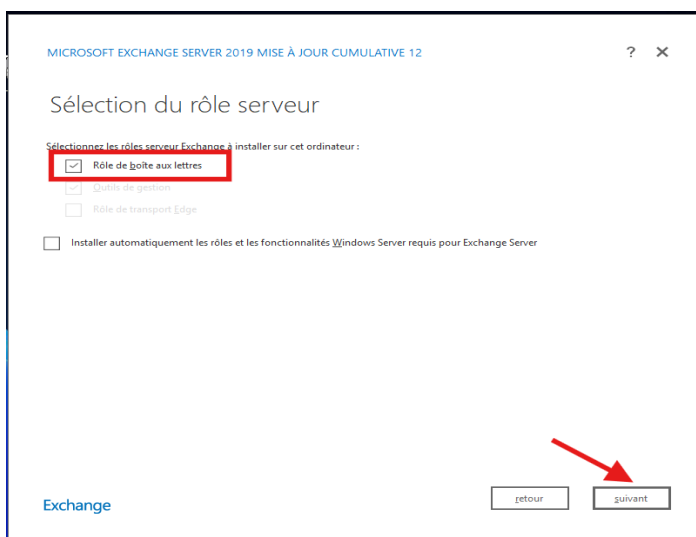 MICROSOFT EXCHANGE SERVER 2019 MISE À JOUR CUMULATIVE 12
?
Sélection du rôle serveur
Sélectionnez les rôles serveur Exchange à installer sur cet ordinateur :
Rôle de boîte aux lettres
Outils de gestion
Rôle de transport Edge
Installer automatiquement les rôles et les fonctionnalités Windows Server requis pour Exchange Server
Exchange
retour
suivant